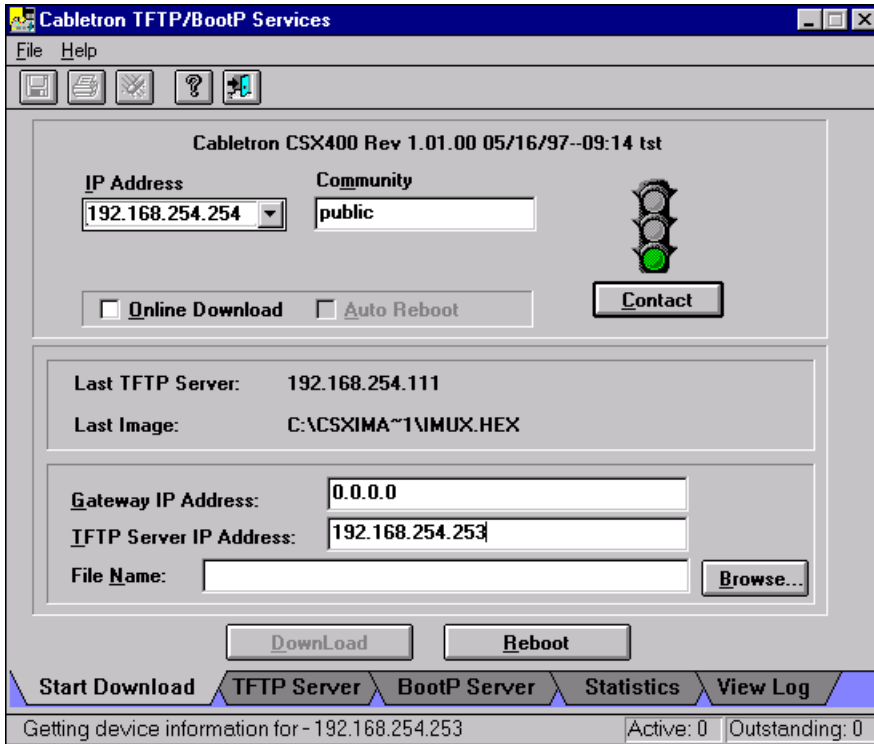 Cabletron TFTP/BootP Services
File Help
Cabletron CSX400 Rev 1.01.00 05/16/97--09:14 tst
IP Address Community
192.168.254.254 public
Online Download Auto Reboot Contact
Last TFTP Server: 192.168.254.111
Last Image: C:\CSXIMA~1\IMUX.HEX
Gateway IP Address: 0.0.0.0
TFTP Server IP Address: 192.168.254.253
File Name: Browse...
DownLoad Reboot
Start Download TFTP Server BootP Server Statistics View Log
Getting device information for - 192.168.254.253 Active: 0 Outstanding: 0